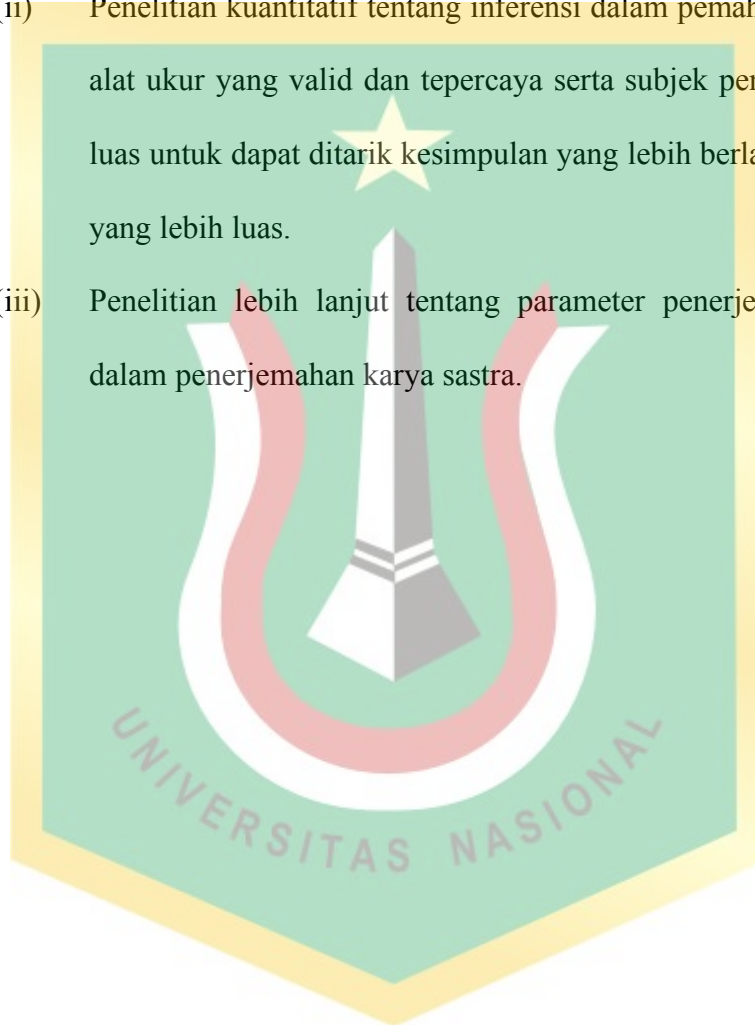 (ii) Penelitian kuantitatif tentang inferensi dalam
alat ukur yang valid dan tepercaya serta subjek
luas untuk dapat ditarik kesimpulan yang lebih
yang lebih luas.
(iii) Penelitian lebih lanjut tentang parameter
dalam penerjemahan karya sastra.
UNIVERSITAS NASIONAL